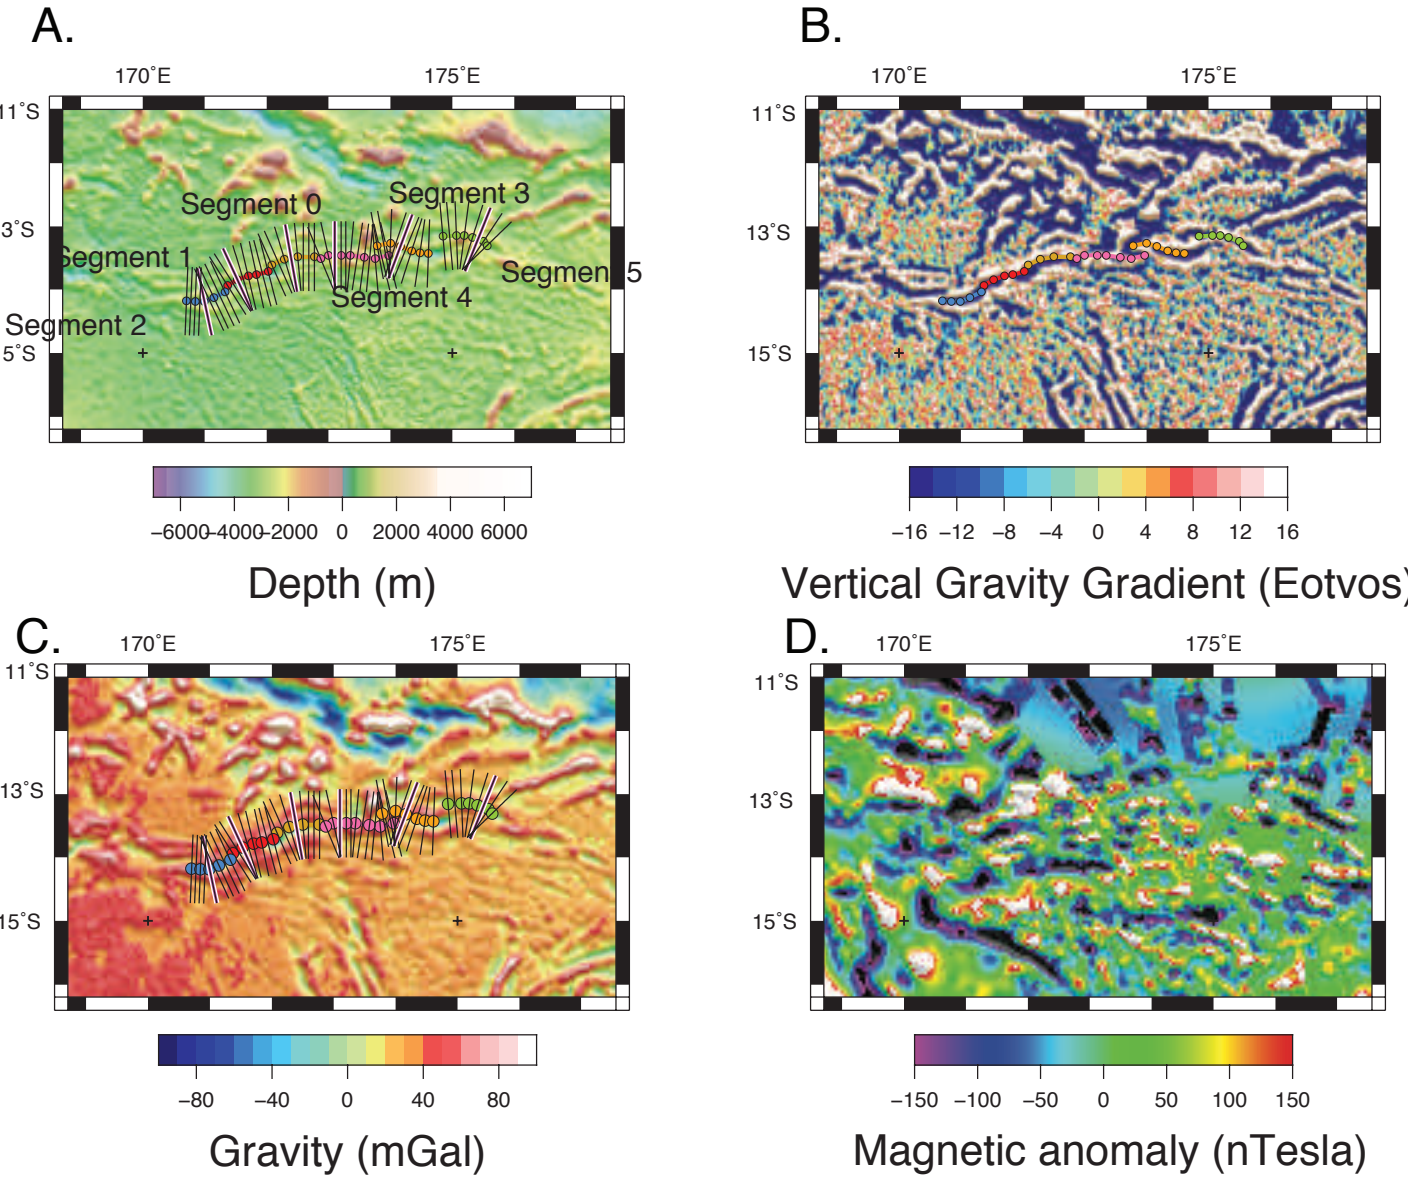 A.
B.
170°E 175°E
170°E 175°E
11°S
11°S
Segment 3
Segment 0
3°S
13°S
Segment 1
Segmen 5
Segment 4
Segment 2
5°S
15°S
−6000 −4000 −2000 0 2000 4000 6000
−16 −12 −8 −4 0 4 8 12 16
Depth (m)
Vertical Gravity Gradient (Eotvos)
C.
D.
170°E 175°E
170°E 175°E
11°S
11°S
13°S
13°S
15°S
15°S
−80 −40 0 40 80
−150 −100 −50 0 50 100 150
Gravity (mGal)
Magnetic anomaly (nTesla)